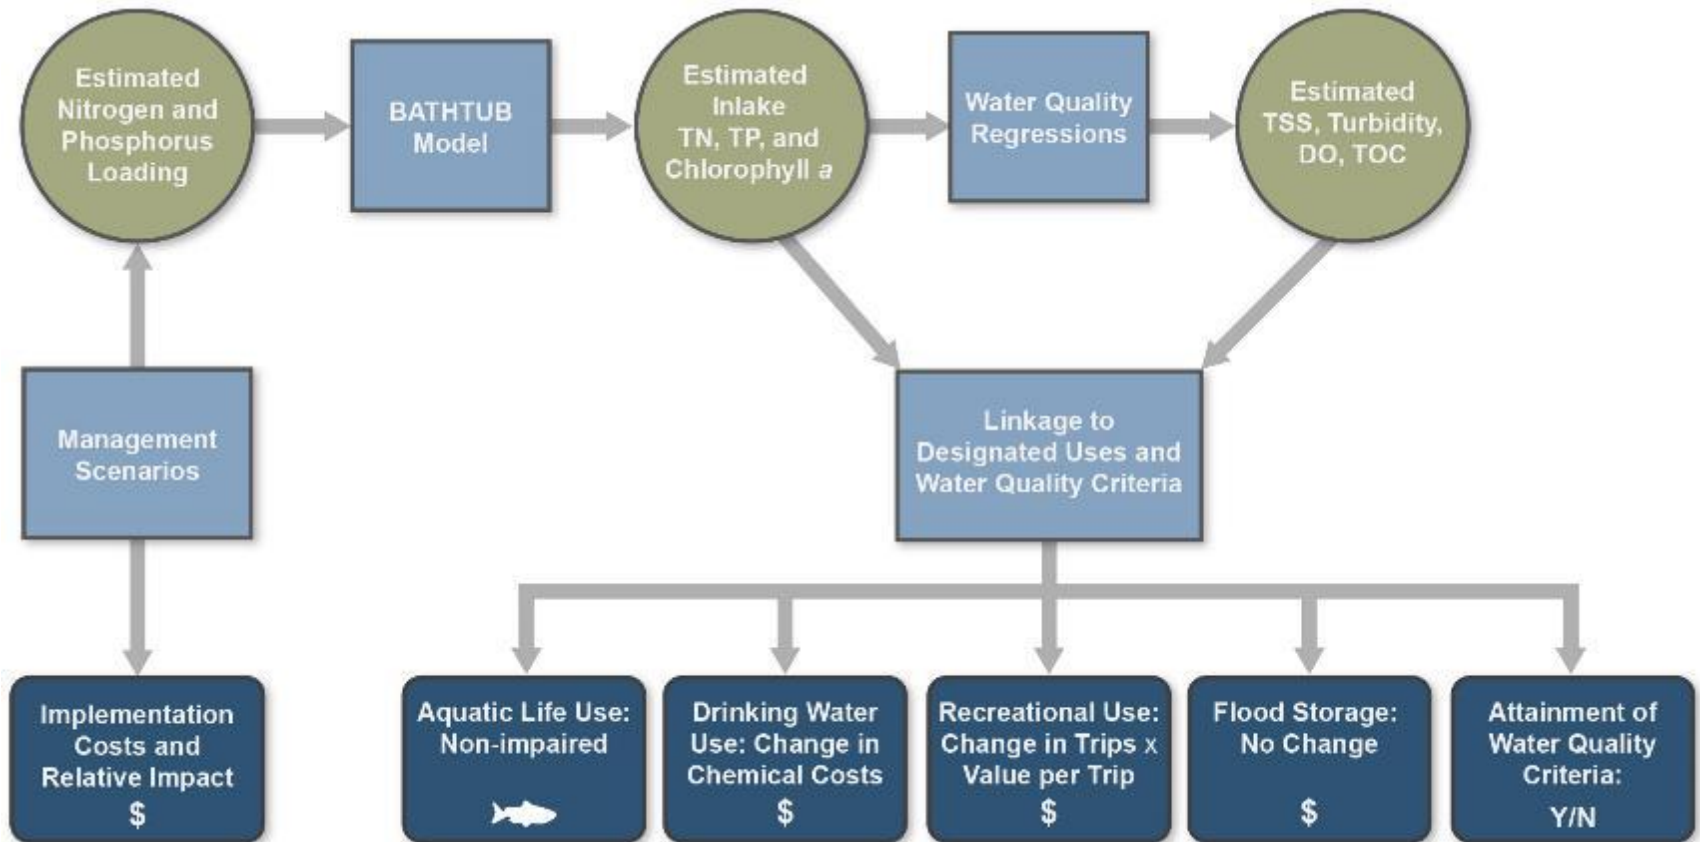 Estimated
Nitrogen and
Phosphorus
Loading
BATHTUB
Model
Estimated
Inlake
TN, TP, and
Chlorophyll a
Water Quality
Regressions
Estimated
TSS, Turbidity,
DO, TOC
Management
Scenarios
Linkage to
Designated Uses and
Water Quality Criteria
Implementation
Costs and
Relative Impact
$
Aquatic Life Use:
Non-impaired
Drinking Water
Use: Change in
Chemical Costs
$
Recreational Use:
Change in Trips x
Value per Trip
$
Flood Storage:
No Change
$
Attainment of
Water Quality
Criteria:
Y/N